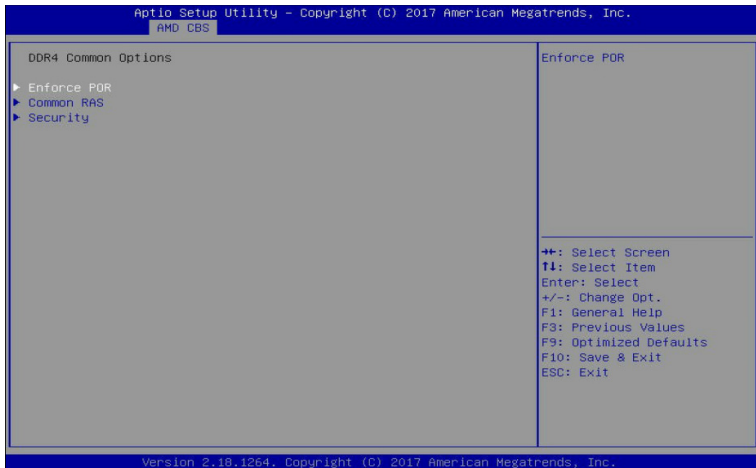 Aptio Setup Utility – Copyright (C) 2017 American Megatrends, Inc.
AMD CBS
DDR4 Common Options
Enforce POR
Common RAS
Security
Enforce POR
→←: Select Screen
↑↓: Select Item
Enter: Select
+/-: Change Opt.
F1: General Help
F3: Previous Values
F9: Optimized Defaults
F10: Save & Exit
ESC: Exit
Version 2.18.1264. Copyright (C) 2017 American Megatrends, Inc.